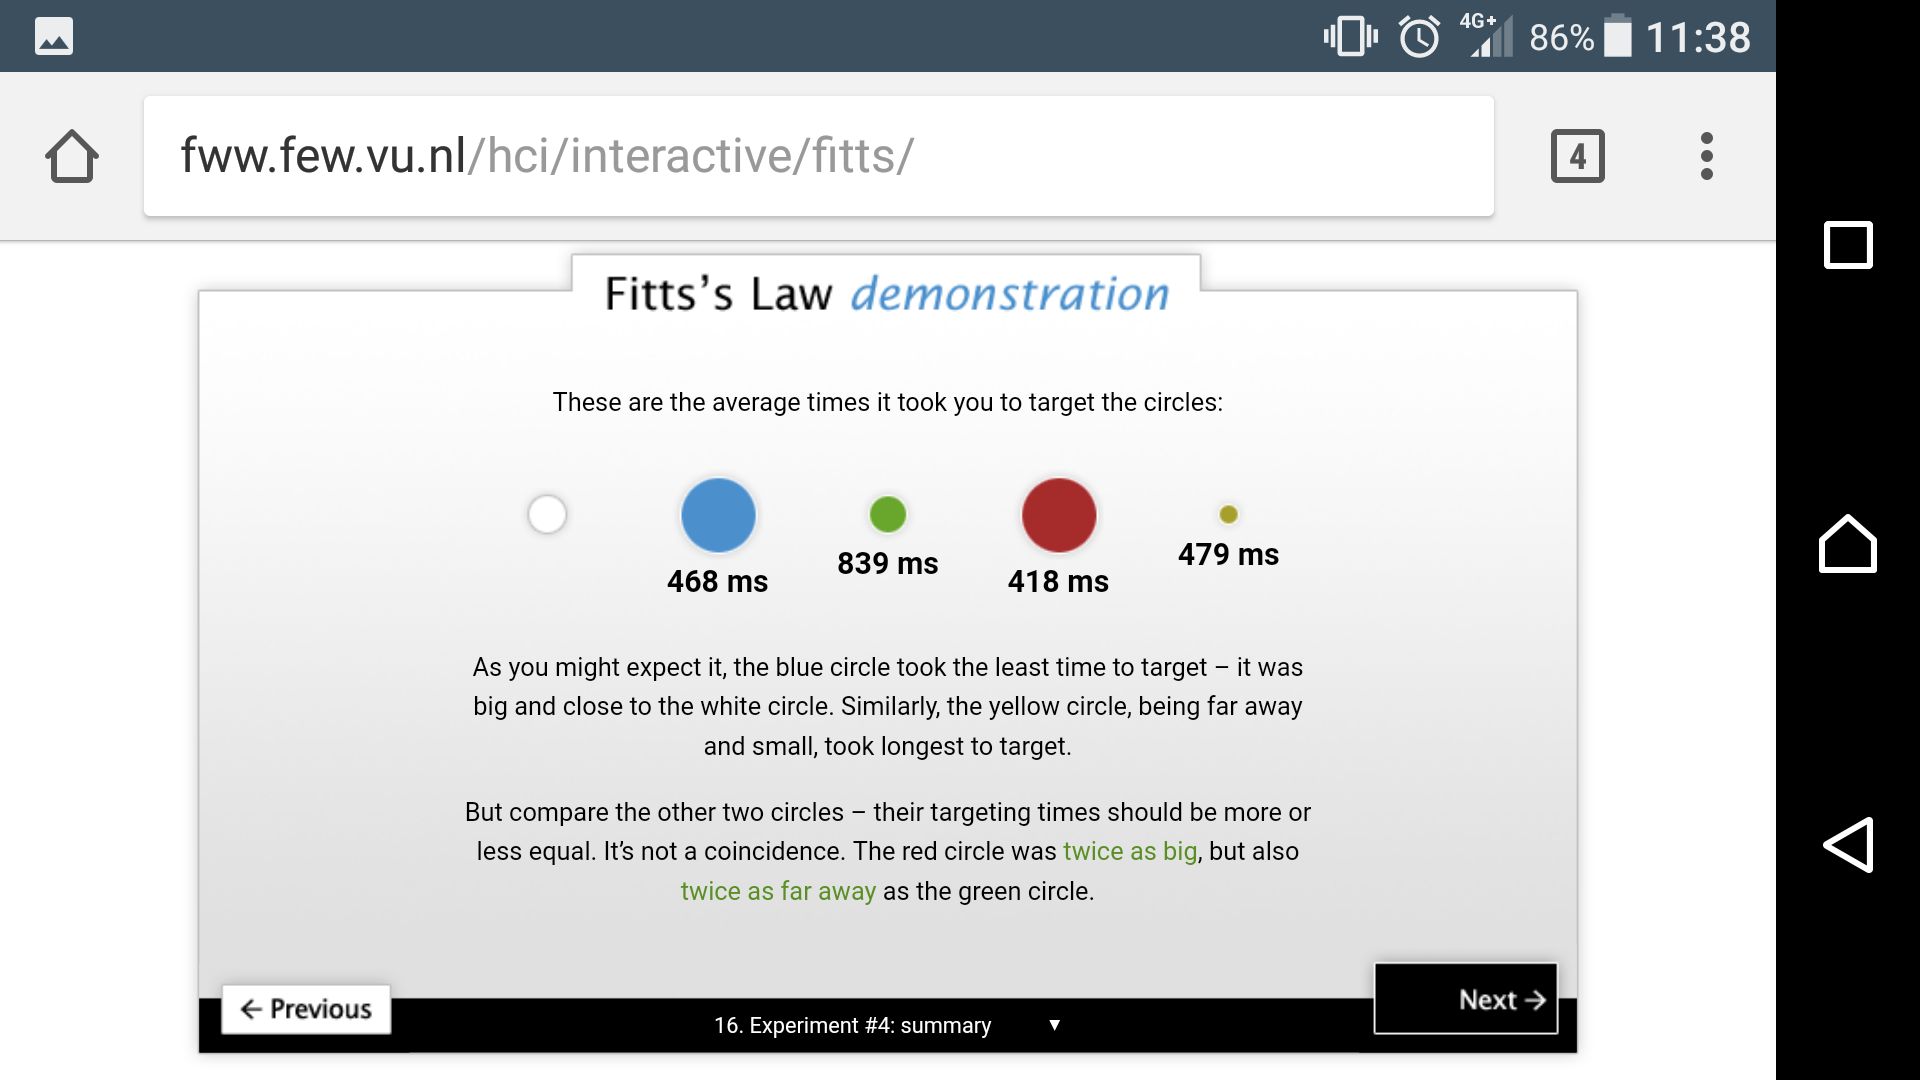 4G+ 86% 11:38
fww.few.vu.nl/hci/interactive/fitts/
4
Fitts's Law demonstration
These are the average times it took you to target the circles:
468 ms
839 ms
418 ms
479 ms
As you might expect it, the blue circle took the least time to target – it was
big and close to the white circle. Similarly, the yellow circle, being far away
and small, took longest to target.
But compare the other two circles – their targeting times should be more or
less equal. It’s not a coincidence. The red circle was twice as big, but also
twice as far away as the green circle.
← Previous
16. Experiment #4: summary ▼
Next →